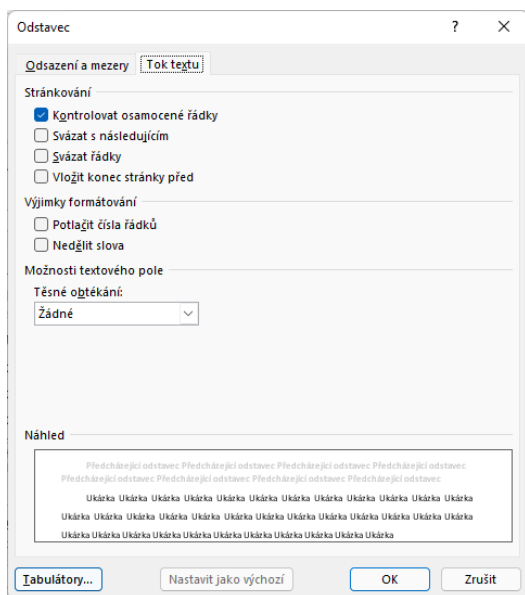 Odstavec ? ×
Odsazení a mezery Tok textu
Stránkování
Kontrolovat osamocené řádky
Svázat s následujícím
Svázat řádky
Vložit konec stránky před
Výjimky formátování
Potlačit čísla řádků
Nedělit slova
Možnosti textového pole
Těsné obtékání:
Žádné
Náhled
Předcházející odstavec Předcházející odstavec Předcházející odstavec Předcházející odstavec
Předcházející odstavec Předcházející odstavec Předcházející odstavec Předcházející odstavec
Ukázka Ukázka Ukázka Ukázka Ukázka Ukázka Ukázka Ukázka Ukázka Ukázka Ukázka Ukázka
Ukázka Ukázka Ukázka Ukázka Ukázka Ukázka Ukázka Ukázka Ukázka Ukázka Ukázka Ukázka Ukázka
Ukázka Ukázka Ukázka Ukázka Ukázka Ukázka Ukázka Ukázka Ukázka Ukázka Ukázka
Tabulátory... Nastavit jako výchozí OK Zrušit